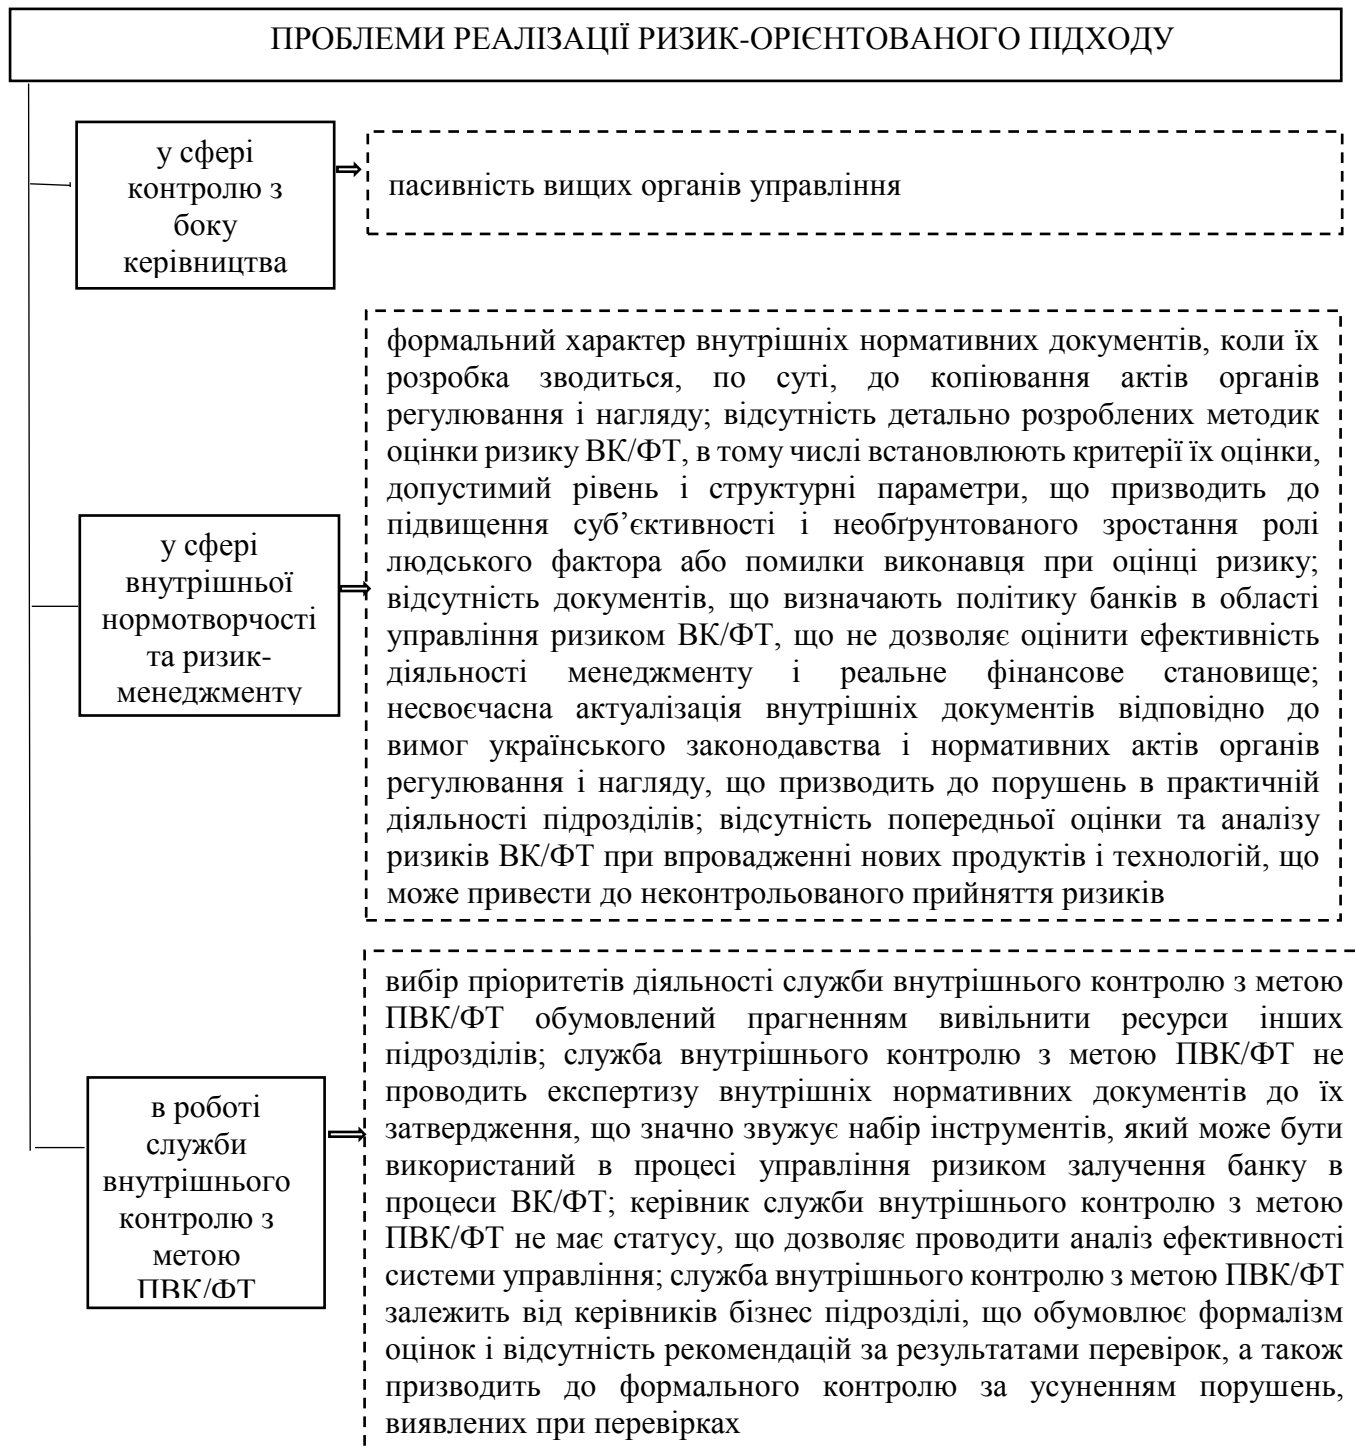 ПРОБЛЕМИ РЕАЛІЗАЦІЇ РИЗИК-ОРІЄНТОВАНОГО ПІДХОДУ
у сфері
контролю з
боку
керівництва
пасивність вищих органів управління
у сфері
внутрішньої
нормотворчості
та ризик-
менеджменту
формальний характер внутрішніх нормативних документів, коли їх
розробка зводиться, по суті, до копіювання актів органів
регулювання і нагляду; відсутність детально розроблених методик
оцінки ризику ВК/ФТ, в тому числі встановлюють критерії їх оцінки,
допустимий рівень і структурні параметри, що призводить до
підвищення суб’єктивності і необґрунтованого зростання ролі
людського фактора або помилки виконавця при оцінці ризику;
відсутність документів, що визначають політику банків в області
управління ризиком ВК/ФТ, що не дозволяє оцінити ефективність
діяльності менеджменту і реальне фінансове становище;
несвоєчасна актуалізація внутрішніх документів відповідно до
вимог українського законодавства і нормативних актів органів
регулювання і нагляду, що призводить до порушень в практичній
діяльності підрозділів; відсутність попередньої оцінки та аналізу
ризиків ВК/ФТ при впровадженні нових продуктів і технологій, що
може привести до неконтрольованого прийняття ризиків
в роботі
служби
внутрішнього
контролю з
метою
ПВК/ФТ
вибір пріоритетів діяльності служби внутрішнього контролю з метою
ПВК/ФТ обумовлений прагненням вивільнити ресурси інших
підрозділів; служба внутрішнього контролю з метою ПВК/ФТ не
проводить експертизу внутрішніх нормативних документів до їх
затвердження, що значно звужує набір інструментів, який може бути
використаний в процесі управління ризиком залучення банку в
процеси ВК/ФТ; керівник служби внутрішнього контролю з метою
ПВК/ФТ не має статусу, що дозволяє проводити аналіз ефективності
системи управління; служба внутрішнього контролю з метою ПВК/ФТ
залежить від керівників бізнес підрозділі, що обумовлює формалізм
оцінок і відсутність рекомендацій за результатами перевірок, а також
призводить до формального контролю за усуненням порушень,
виявлених при перевірках